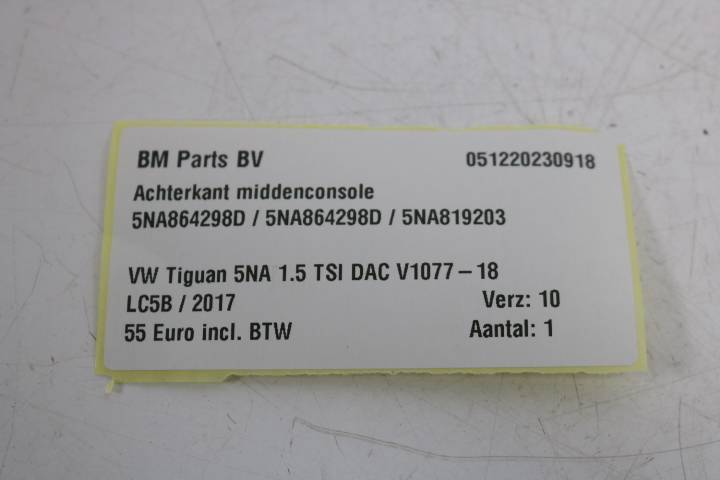 BM Parts BV 051220230918
Achterkant middenconsole
5NA864298D / 5NA864298D / 5NA819203
VW Tiguan 5NA 1.5 TSI DAC V1077-18
LC5B / 2017 Verz: 10
55 Euro incl. BTW Aantal: 1